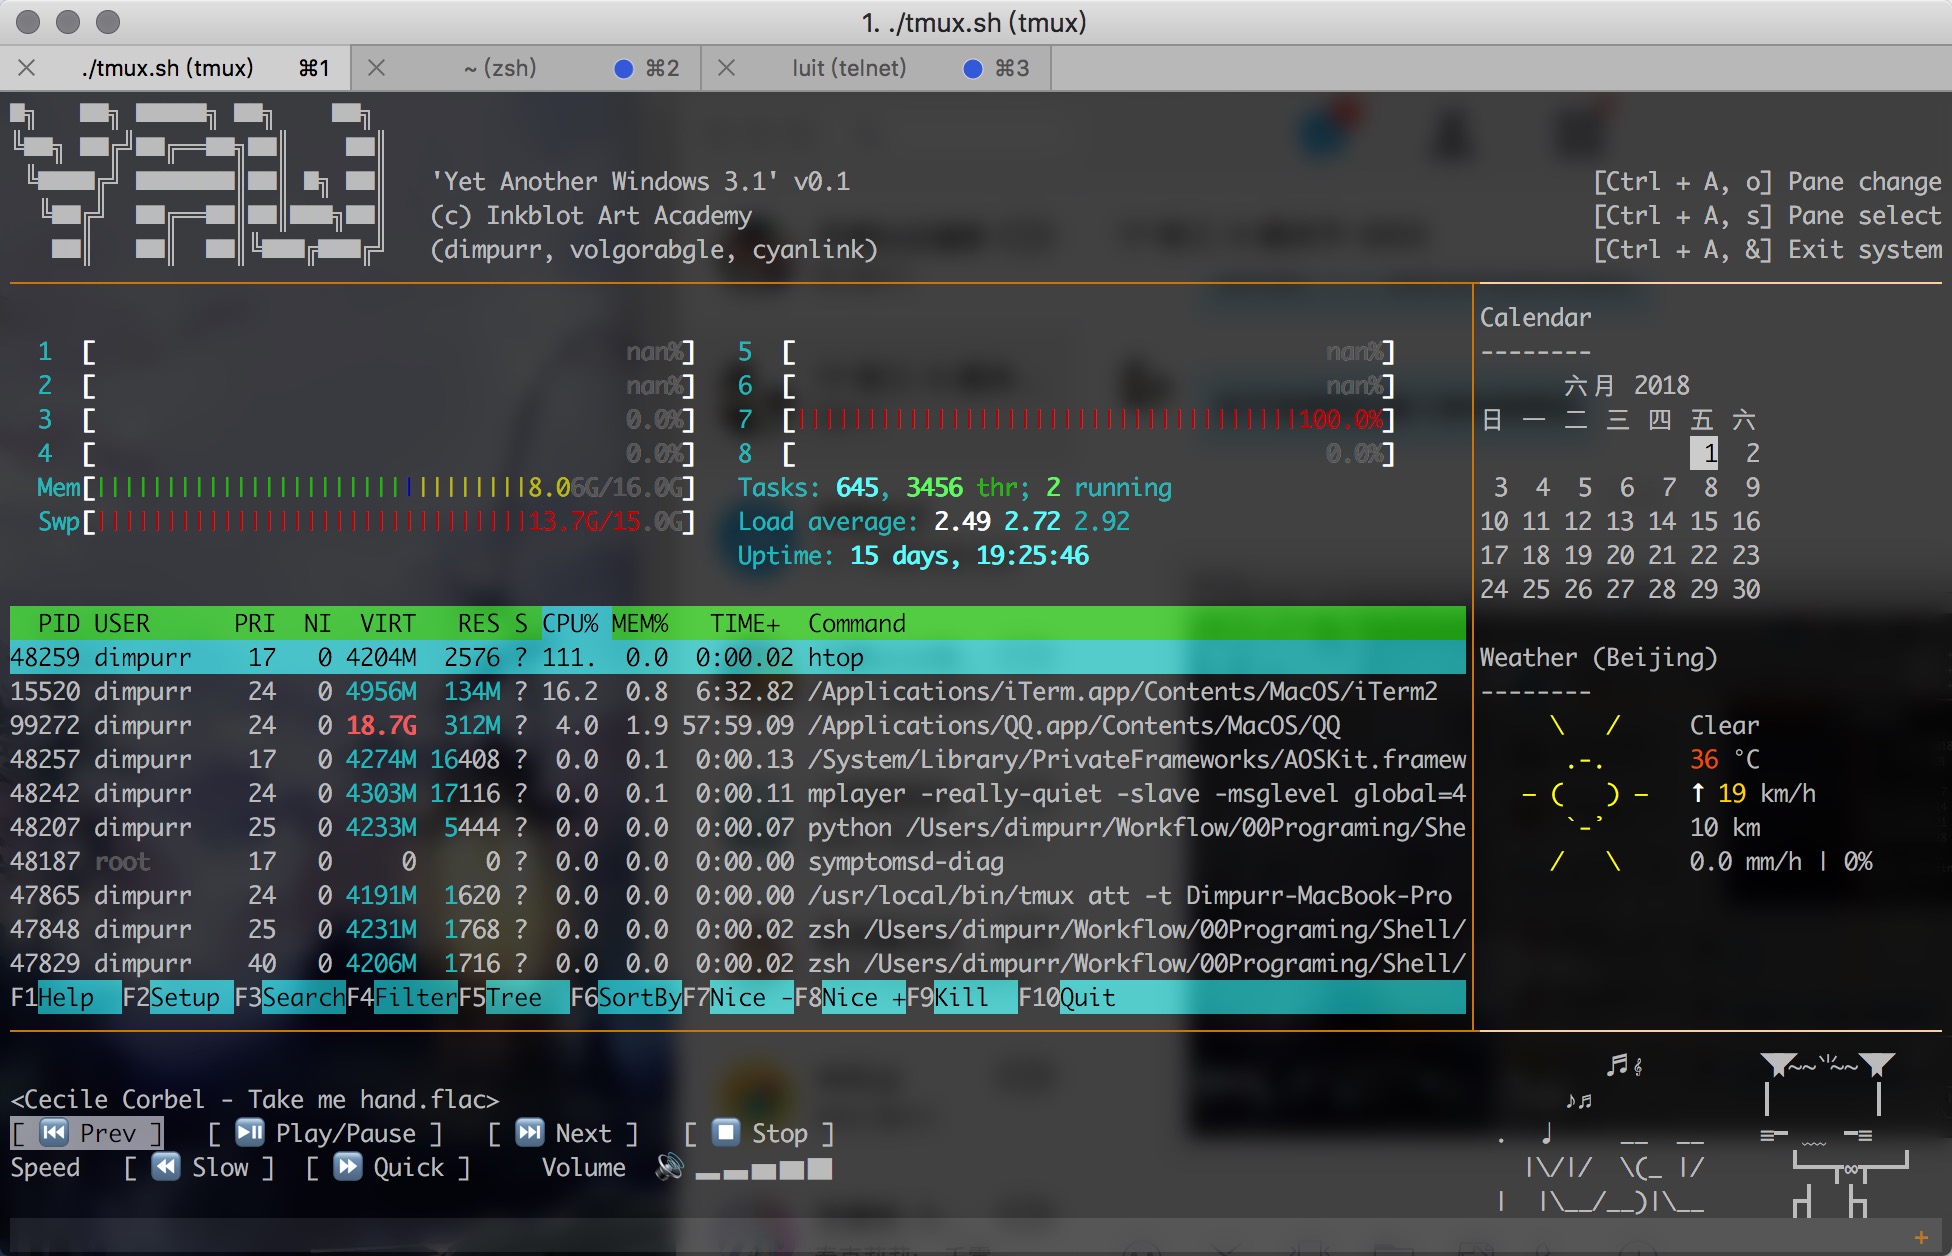 1. ./tmux.sh (tmux)
./tmux.sh (tmux) ⌘1
~ (zsh) ⌘2
luit (telnet) ⌘3
YAWU
'Yet Another Windows 3.1' v0.1
(c) Inkblot Art Academy
(dimpurr, volgorabgle, cyanlink)
[Ctrl + A, o] Pane change
[Ctrl + A, s] Pane select
[Ctrl + A, &] Exit system
1 [ nan%] 5 [ nan%]
2 [ nan%] 6 [ nan%]
3 [ 0.0%] 7 [||||||||||||||||||||||||||||||||||||100.0%]
4 [ 0.0%] 8 [ 0.0%]
Mem[|||||||||||||||||||||||||||||||8.06G/16.0G] Tasks: 645, 3456 thr; 2 running
Swp[|||||||||||||||||||||||||||||||13.7G/15.0G] Load average: 2.49 2.72 2.92
Uptime: 15 days, 19:25:46
PID USER PRI NI VIRT RES S CPU% MEM% TIME+ Command
48259 dimpurr 17 0 4204M 2576 ? 111. 0.0 0:00.02 htop
15520 dimpurr 24 0 4956M 134M ? 16.2 0.8 6:32.82 /Applications/iTerm.app/Contents/MacOS/iTerm2
99272 dimpurr 24 0 18.7G 312M ? 4.0 1.9 57:59.09 /Applications/QQ.app/Contents/MacOS/QQ
48257 dimpurr 17 0 4274M 16408 ? 0.0 0.1 0:00.13 /System/Library/PrivateFrameworks/AOSKit.framew
48242 dimpurr 24 0 4303M 17116 ? 0.0 0.1 0:00.11 mplayer -really-quiet -slave -msglevel global=4
48207 dimpurr 25 0 4233M 5444 ? 0.0 0.0 0:00.07 python /Users/dimpurr/Workflow/00Programing/She
48187 root 17 0 0 0 ? 0.0 0.0 0:00.00 symptomsd-diag
47865 dimpurr 24 0 4191M 1620 ? 0.0 0.0 0:00.00 /usr/local/bin/tmux att -t Dimpurr-MacBook-Pro
47848 dimpurr 25 0 4231M 1768 ? 0.0 0.0 0:00.02 zsh /Users/dimpurr/Workflow/00Programing/Shell/
47829 dimpurr 40 0 4206M 1716 ? 0.0 0.0 0:00.02 zsh /Users/dimpurr/Workflow/00Programing/Shell/
F1Help F2Setup F3SearchF4FilterF5Tree F6SortByF7Nice -F8Nice +F9Kill F10Quit
Calendar
--------
六月 2018
日 一 二 三 四 五 六
1 2
3 4 5 6 7 8 9
10 11 12 13 14 15 16
17 18 19 20 21 22 23
24 25 26 27 28 29 30
Weather (Beijing)
--------
Clear
36 °C
↑ 19 km/h
10 km
0.0 mm/h | 0%
<Cecile Corbel - Take me hand.flac>
[ ⏮ Prev ] [ ⏯ Play/Pause ] [ ⏭ Next ] [ ⏹ Stop ]
Speed [ ⏪ Slow ] [ ⏩ Quick ] Volume